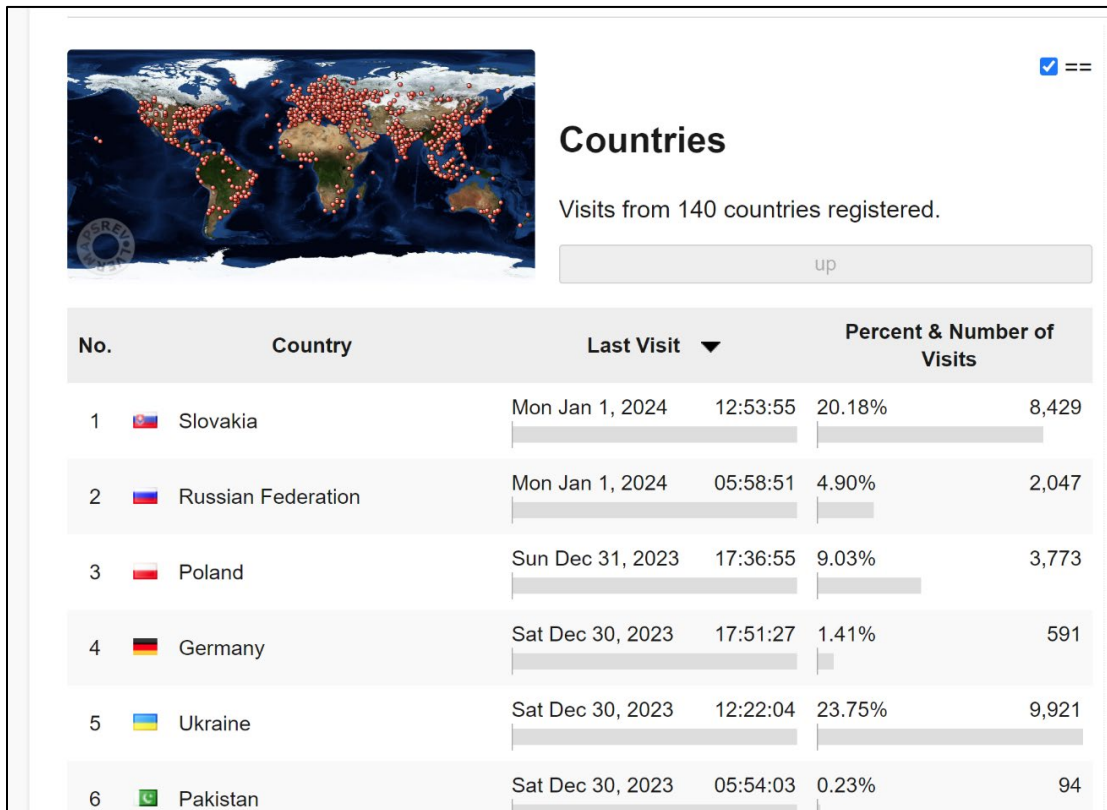 ==
Countries
Visits from 140 countries registered.
up
No. Country Last Visit Percent & Number of
Visits
1 Slovakia Mon Jan 1, 2024 12:53:55 20.18% 8,429
2 Russian Federation Mon Jan 1, 2024 05:58:51 4.90% 2,047
3 Poland Sun Dec 31, 2023 17:36:55 9.03% 3,773
4 Germany Sat Dec 30, 2023 17:51:27 1.41% 591
5 Ukraine Sat Dec 30, 2023 12:22:04 23.75% 9,921
6 Pakistan Sat Dec 30, 2023 05:54:03 0.23% 94